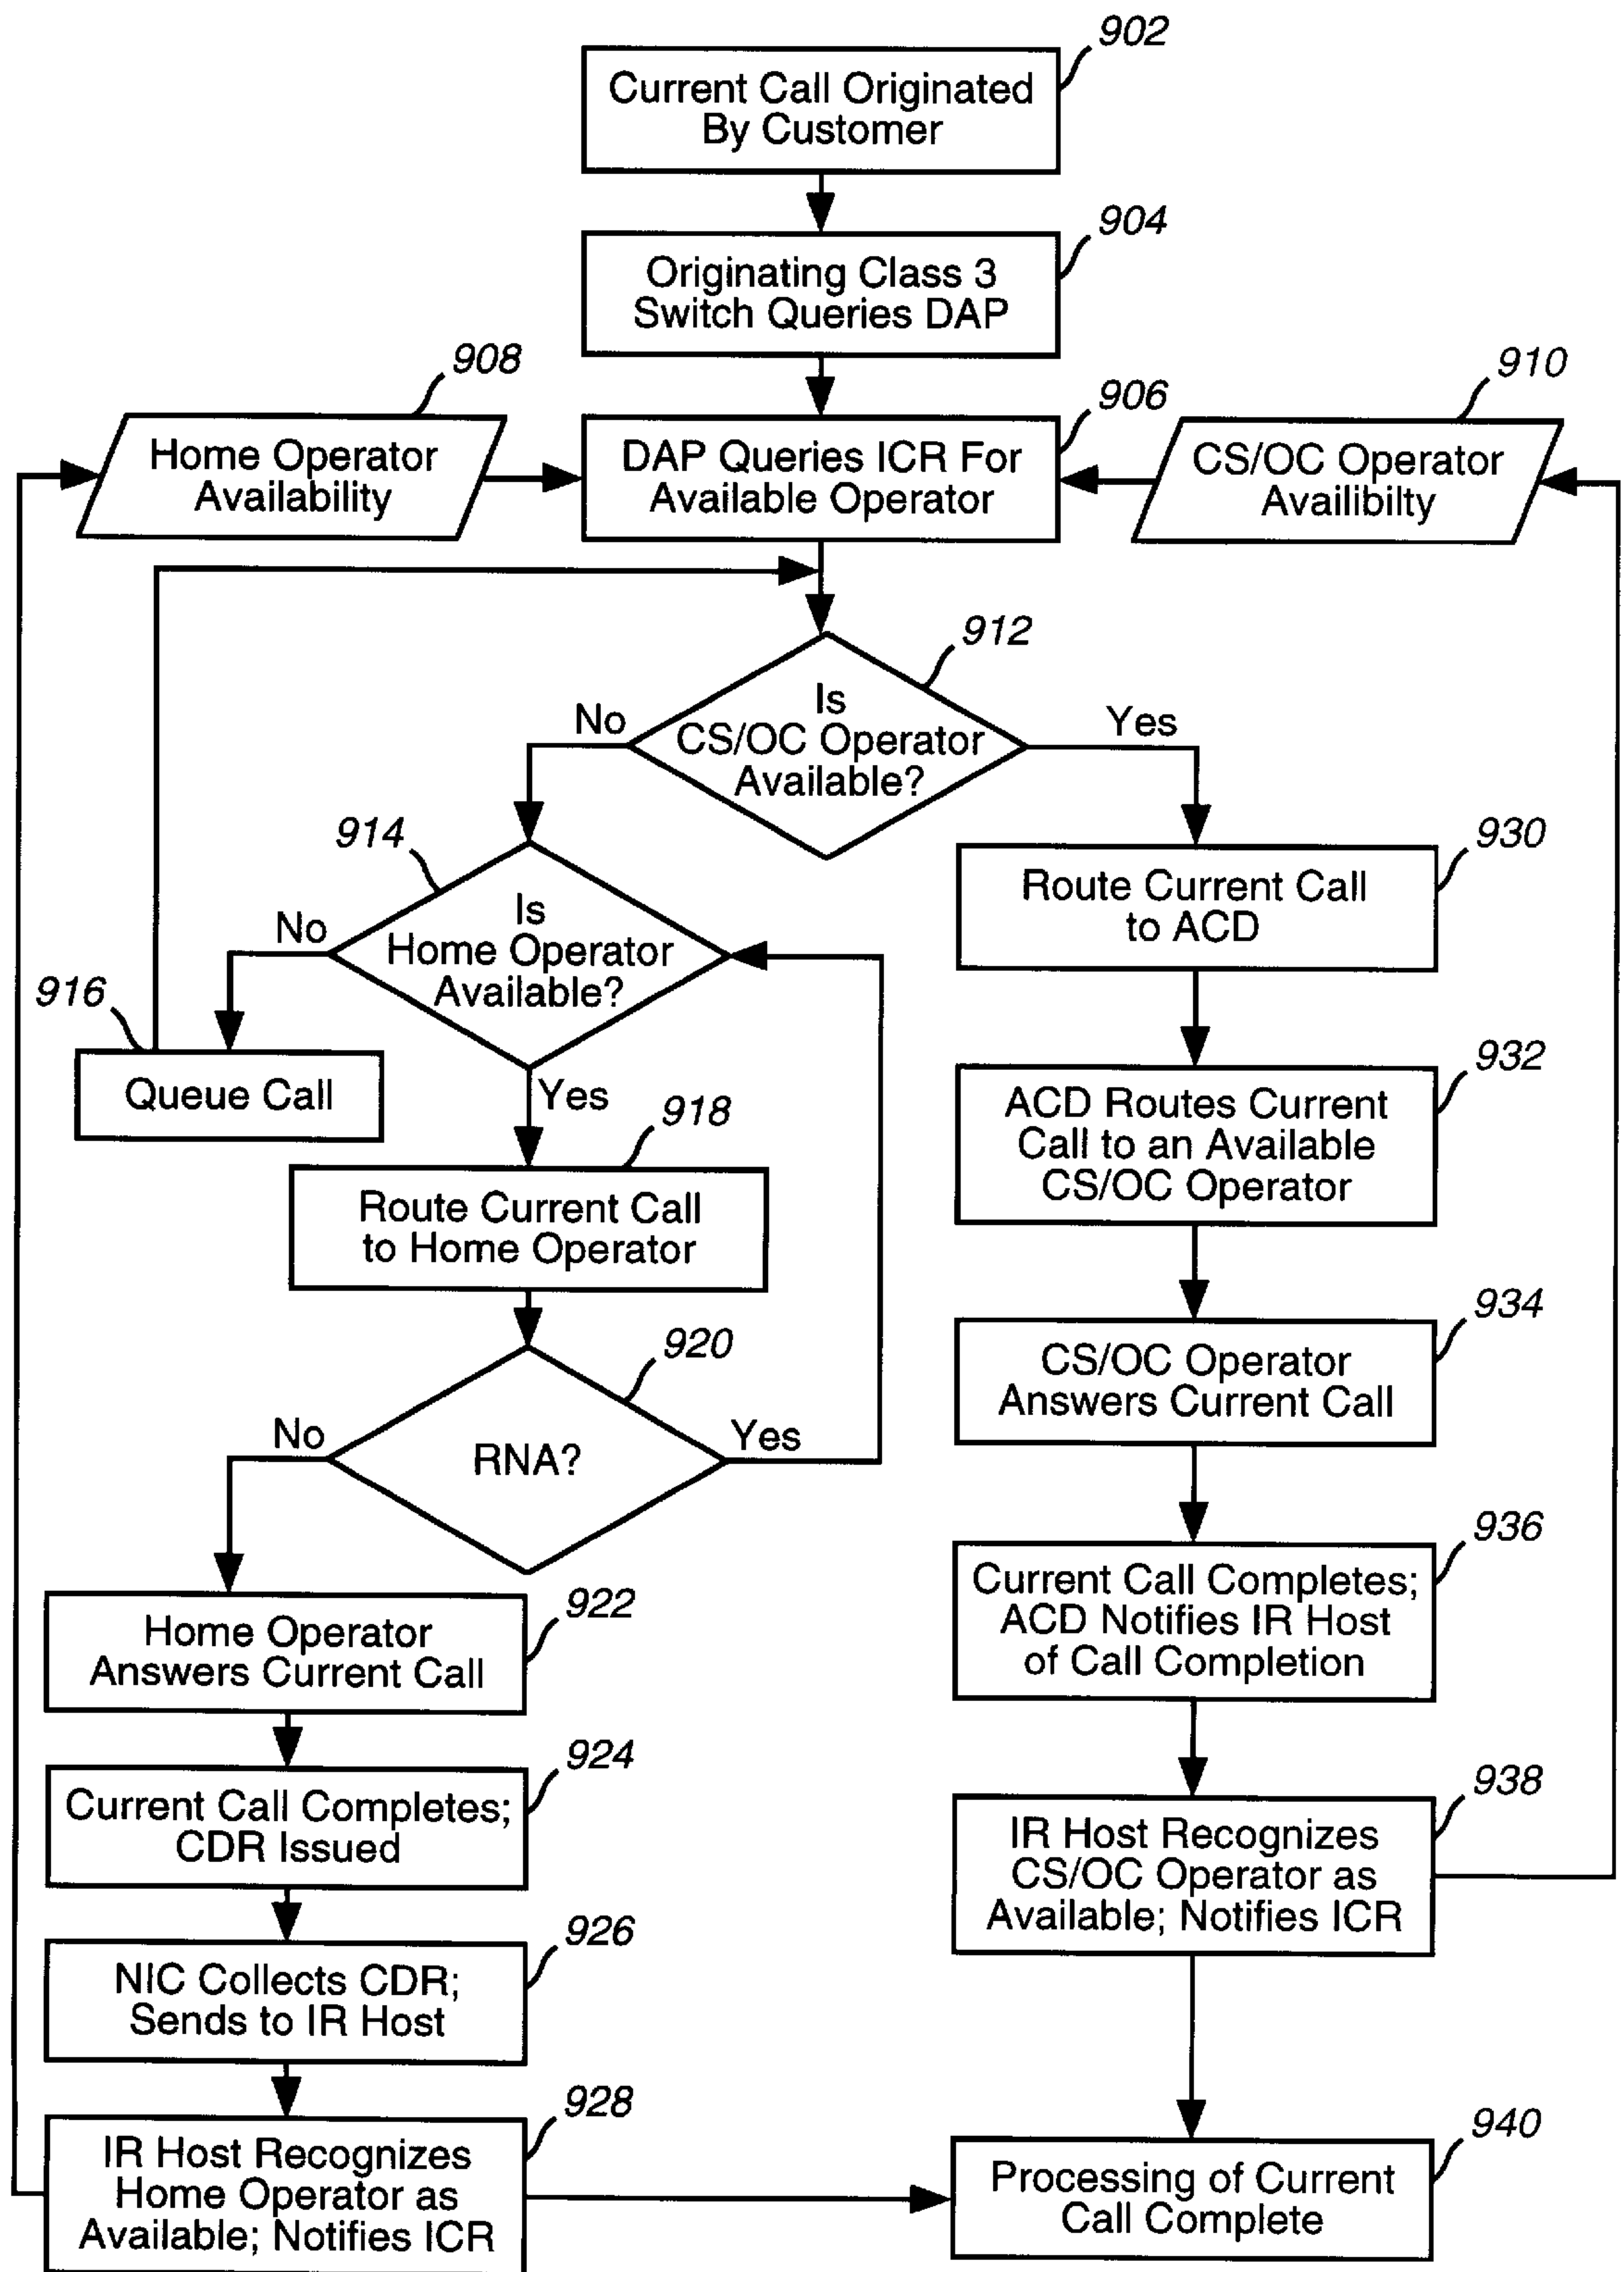 902
Current Call Originated
By Customer
904
Originating Class 3
Switch Queries DAP
908
Home Operator
Availability
906
DAP Queries ICR For
Available Operator
910
CS/OC Operator
Availibilty
912
Is
CS/OC Operator
Available?
No
Yes
914
Is
Home Operator
Available?
No
Yes
916
Queue Call
918
Route Current Call
to Home Operator
920
RNA?
No
Yes
922
Home Operator
Answers Current Call
924
Current Call Completes;
CDR Issued
926
NIC Collects CDR;
Sends to IR Host
928
IR Host Recognizes
Home Operator as
Available; Notifies ICR
930
Route Current Call
to ACD
932
ACD Routes Current
Call to an Available
CS/OC Operator
934
CS/OC Operator
Answers Current Call
936
Current Call Completes;
ACD Notifies IR Host
of Call Completion
938
IR Host Recognizes
CS/OC Operator as
Available; Notifies ICR
940
Processing of Current
Call Complete